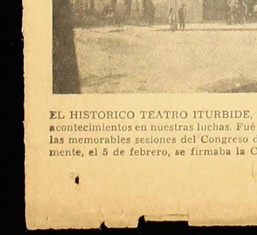 EL HISTORICO TEATRO ITURBIDE,
acontecimientos en nuestras luchas. Fué
las memorables sesiones del Congreso
mente, el 5 de febrero, se firmaba la C